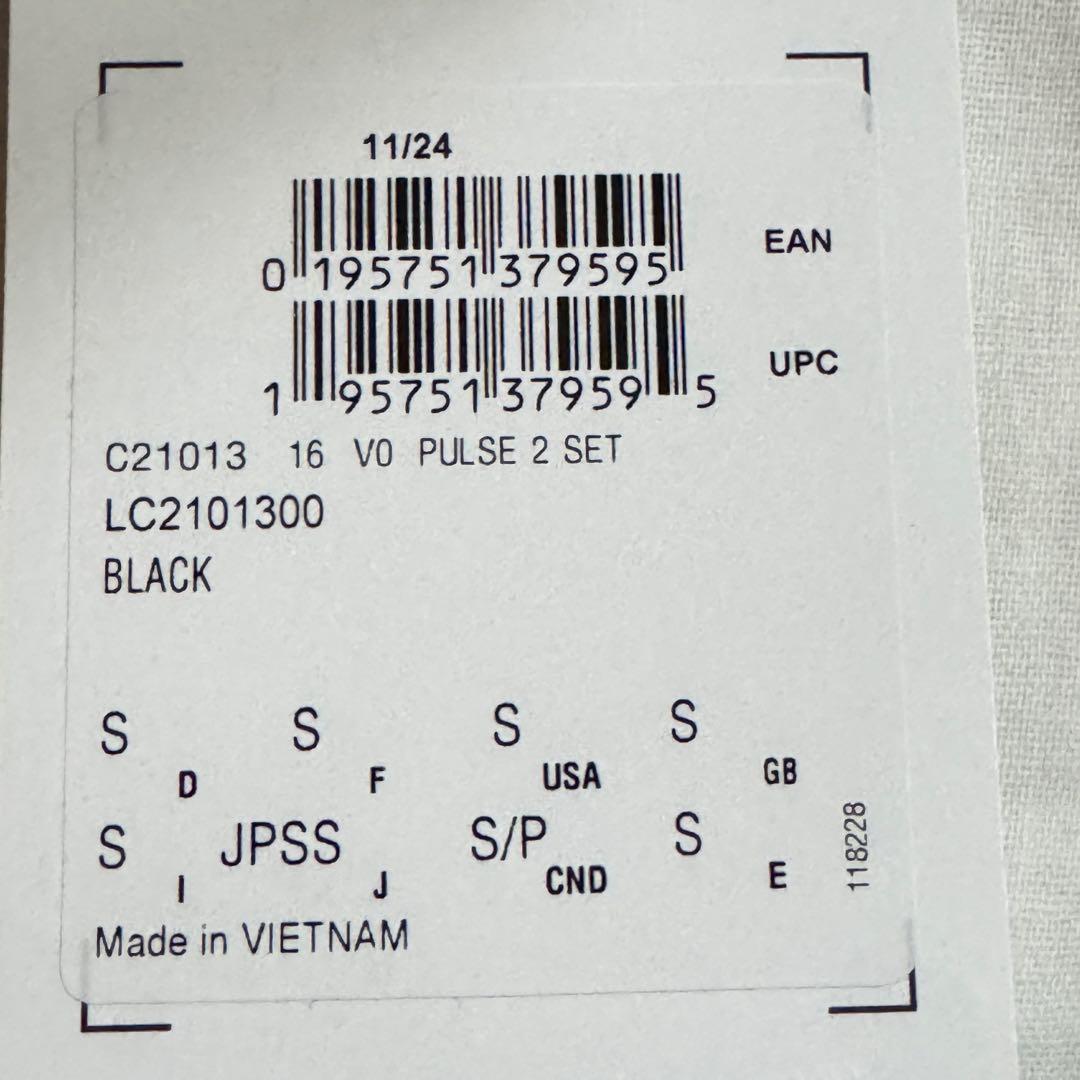 11/24
0 195751 379595
EAN
1 95751 37959 5
UPC
C21013 16 V0 PULSE 2 SET
LC2101300
BLACK
S D S F S USA S GB
S I JPSS J S/P CND S E
118228
Made in VIETNAM